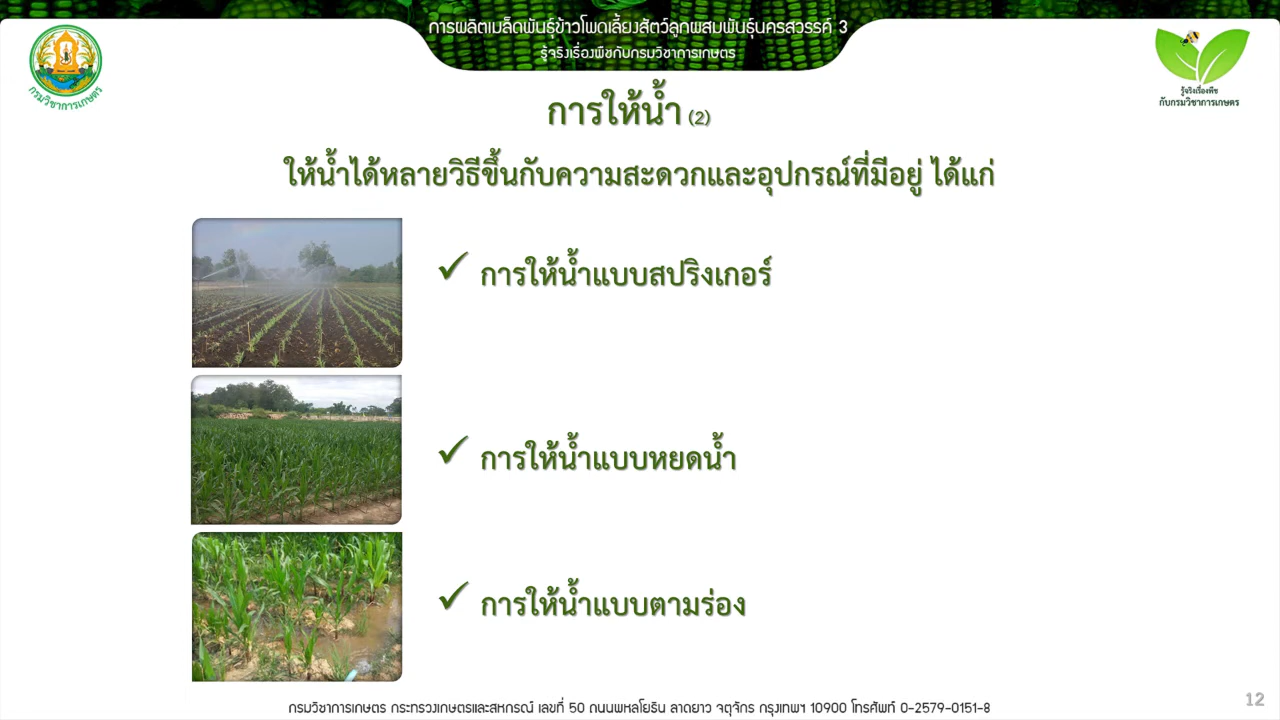 การผลิตเมล็ดพันธุ์ข้าวโพดเลี้ยงสัตว์ลูกผสมพันธุ์นครสวรรค์ 3
รู้จริงเรื่องพืชกับกรมวิชาการเกษตร
กรมวิชาการเกษตร
รู้จริงเรื่องพืช
กับกรมวิชาการเกษตร
การให้น้ำ (2)
ให้น้ำได้หลายวิธีขึ้นกับความสะดวกและอุปกรณ์ที่มีอยู่ ได้แก่
✓ การให้น้ำแบบสปริงเกอร์
✓ การให้น้ำแบบหยดน้ำ
✓ การให้น้ำแบบตามร่อง
กรมวิชาการเกษตร กระทรวงเกษตรและสหกรณ์ เลขที่ 50 ถนนพหลโยธิน ลาดยาว จตุจักร กรุงเทพฯ 10900 โทรศัพท์ 0-2579-0151-8
12